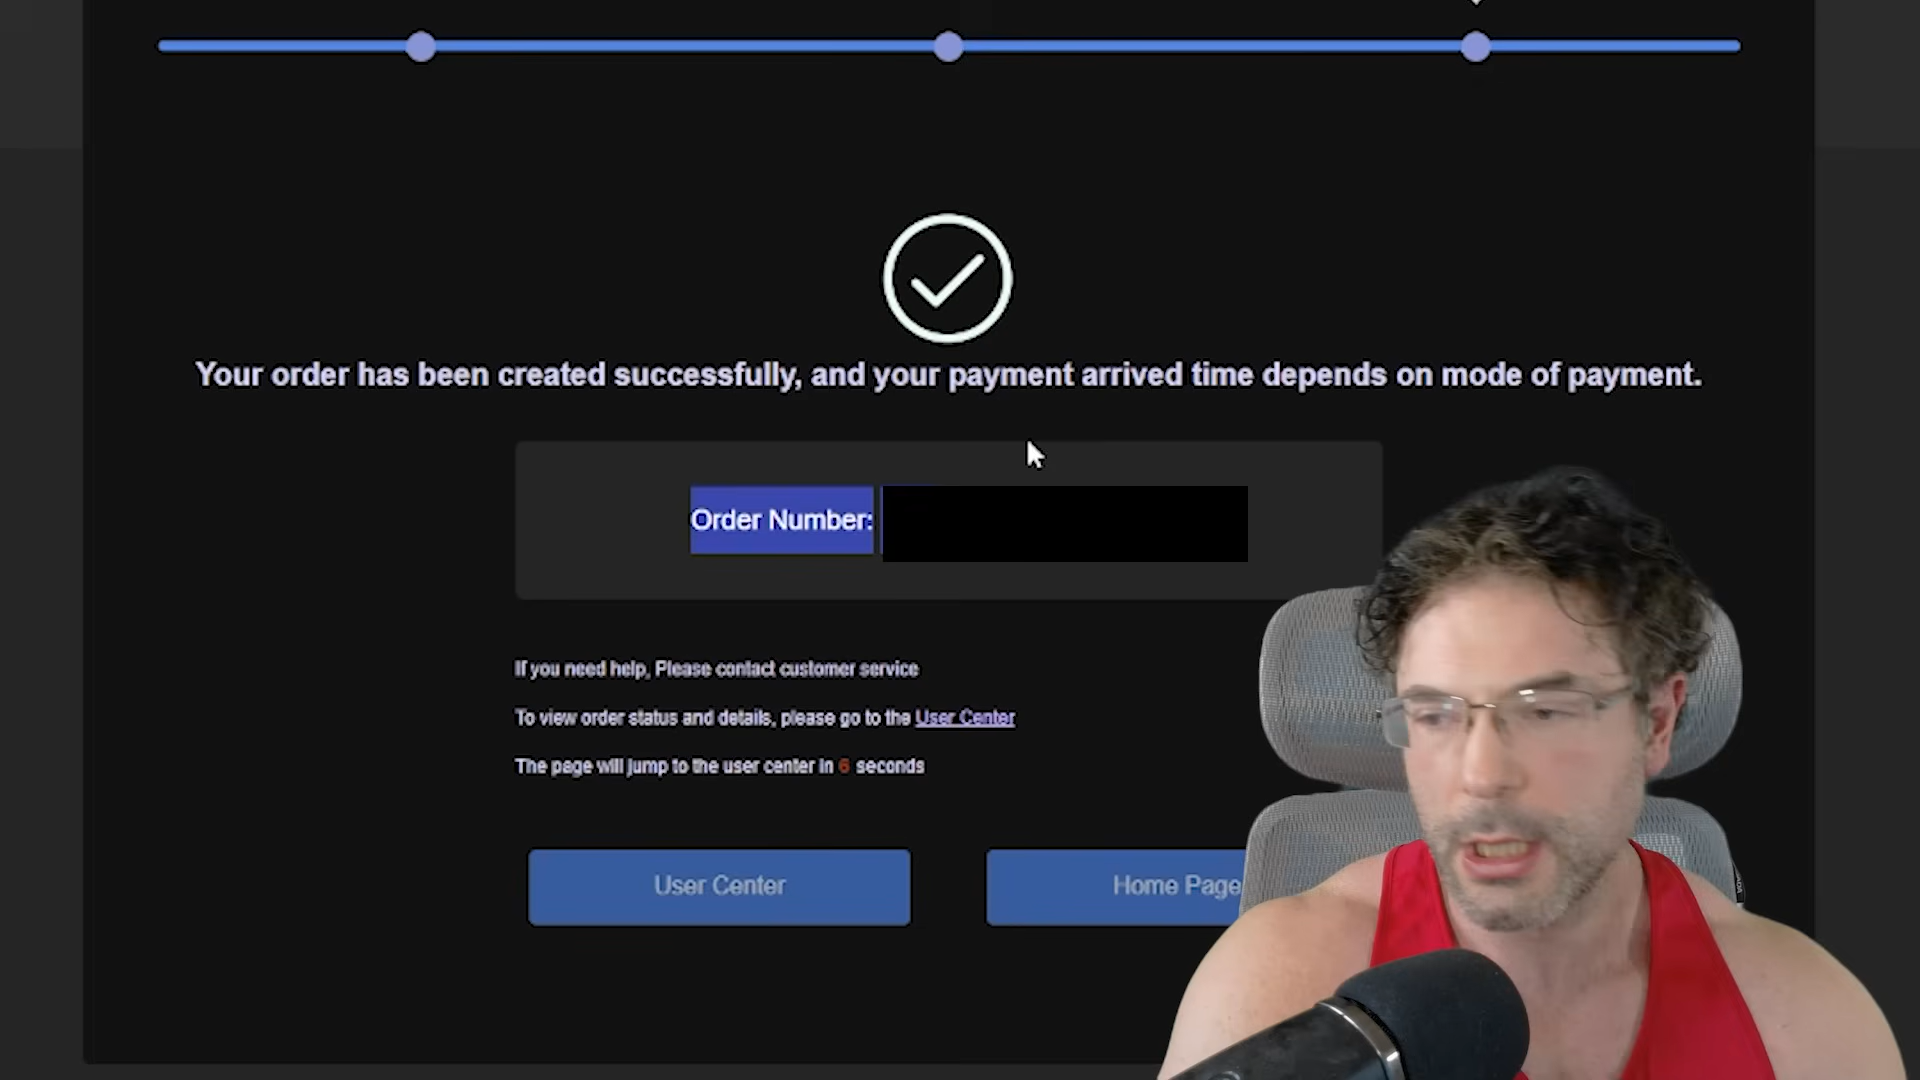 Your order has been created successfully, and your payment arrived time depends on mode of payment.
Order Number:
If you need help, Please contact customer service
To view order status and details, please go to the User Center
The page will jump to the user center in 6 seconds
User Center
Home Page